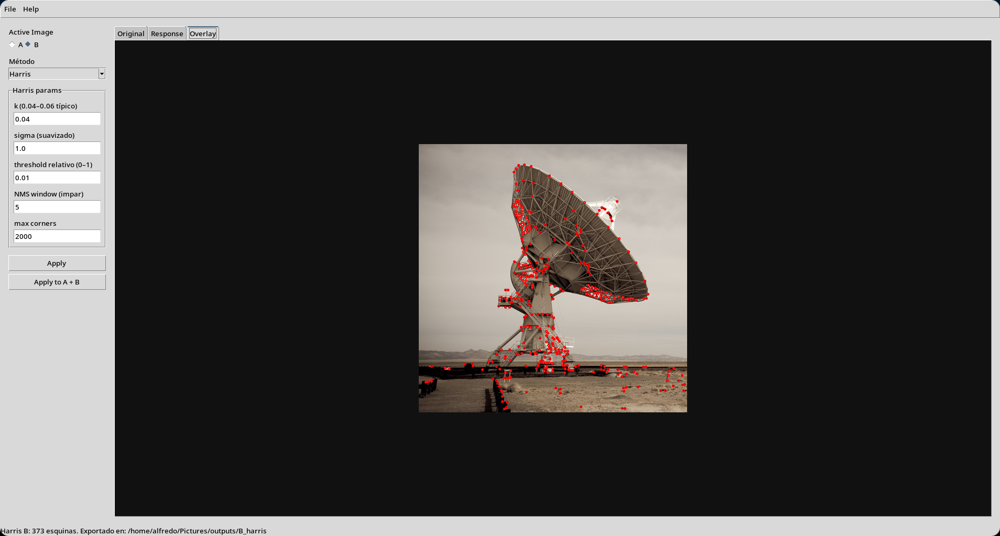 File Help
Active Image
A B
Método
Harris
Harris params
k (0.04–0.06 típico)
0.04
sigma (suavizado)
1.0
threshold relativo (0–1)
0.01
NMS window (impar)
5
max corners
2000
Apply
Apply to A + B
Original Response Overlay
Harris B: 373 esquinas. Exportado en: /home/alfredo/Pictures/outputs/B_harris